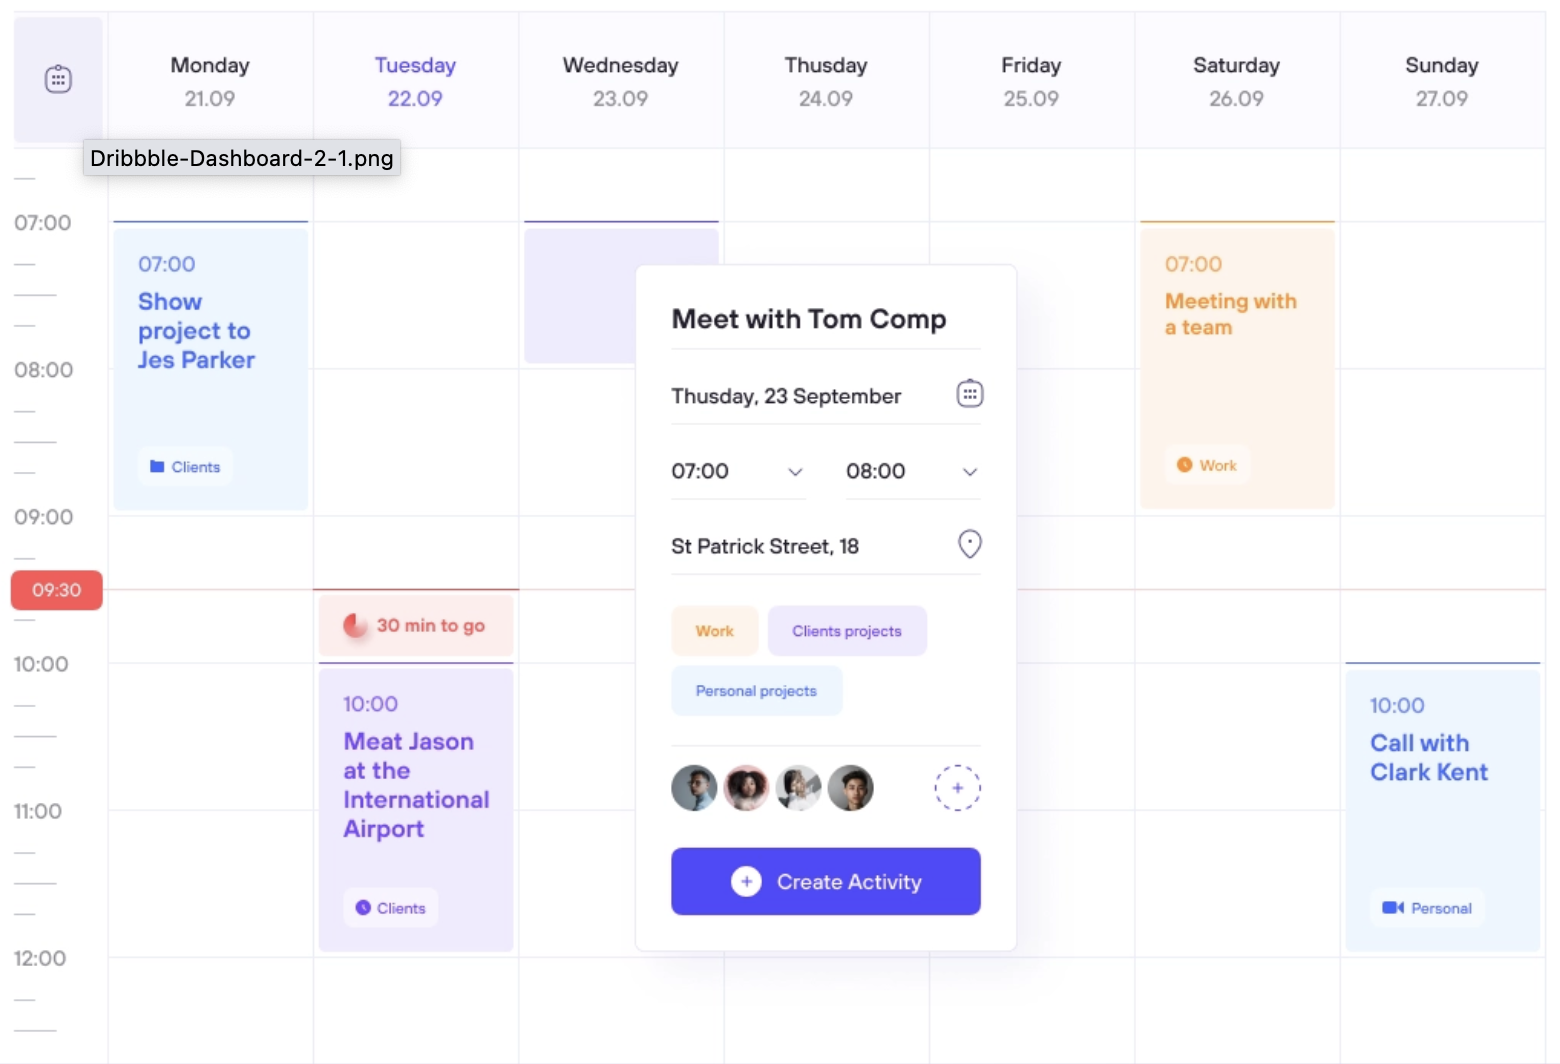 Monday
21.09
Tuesday
22.09
Wednesday
23.09
Thusday
24.09
Friday
25.09
Saturday
26.09
Sunday
27.09
Dribbble-Dashboard-2-1.png
07:00
08:00
09:00
09:30
10:00
11:00
12:00
07:00
Show
project to
Jes Parker
Clients
30 min to go
10:00
Meat Jason
at the
International
Airport
Clients
Meet with Tom Comp
Thusday, 23 September
07:00
08:00
St Patrick Street, 18
Work
Clients projects
Personal projects
Create Activity
07:00
Meeting with
a team
Work
10:00
Call with
Clark Kent
Personal